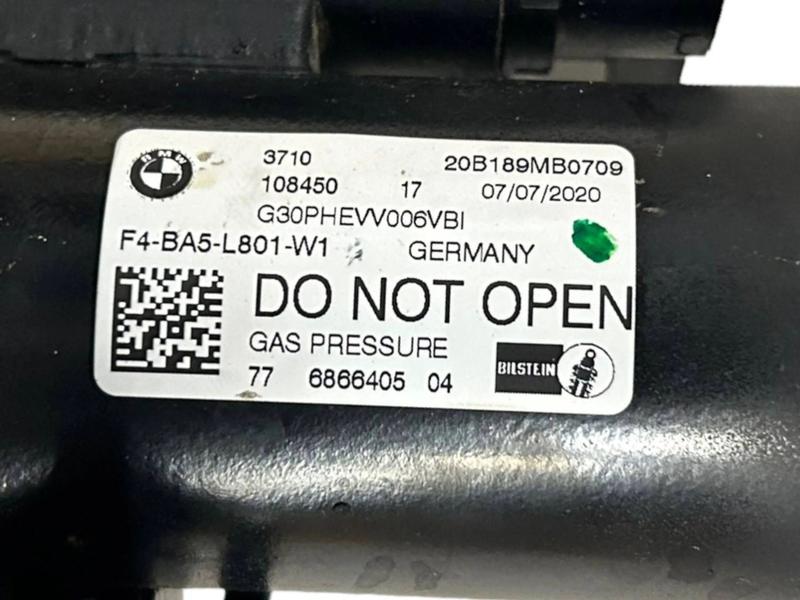 BMW
3710 20B189MB0709
108450 17 07/07/2020
G30PHEVV006VBI
F4-BA5-L801-W1 GERMANY
DO NOT OPEN
GAS PRESSURE
BILSTEIN
77 6866405 04